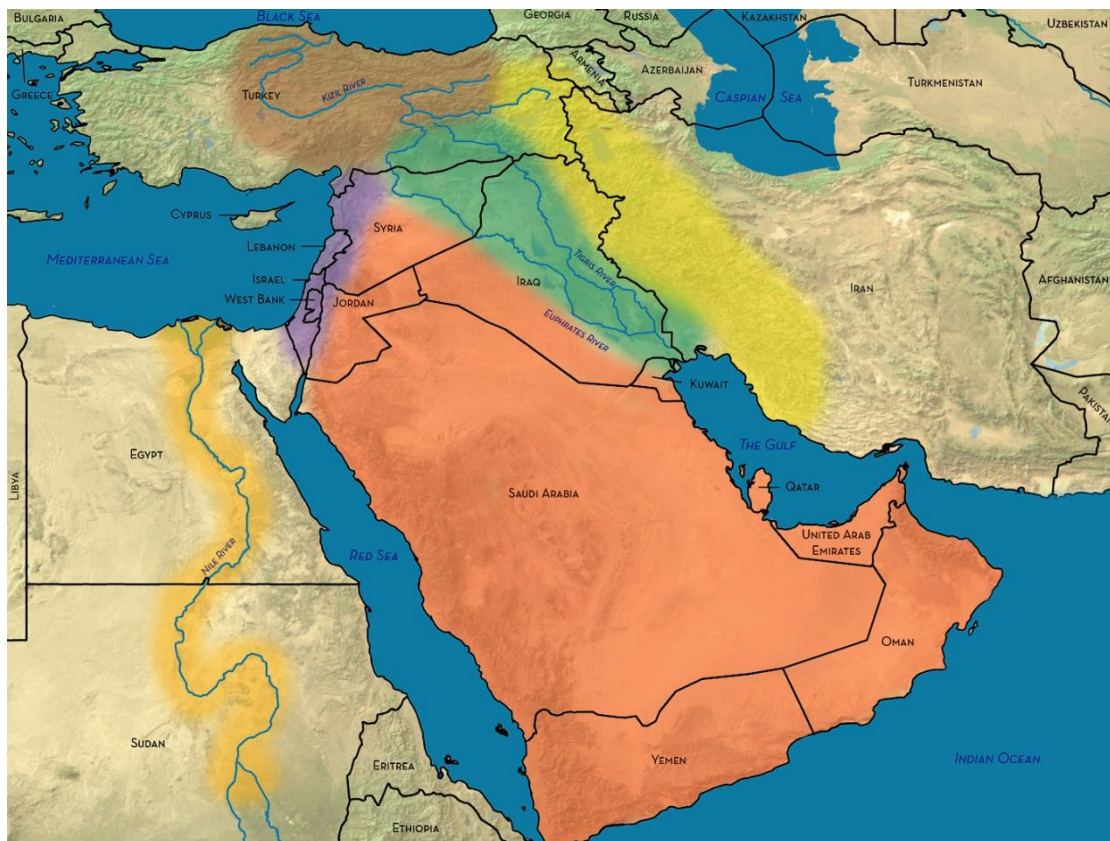 BULGARIA
BLACK SEA
GEORGIA
RUSSIA
KAZAKHSTAN
UZBEKISTAN
GREECE
TURKEY
KIZIL RIVER
ARMENIA
AZERBAIJAN
CASPIAN SEA
TURKMENISTAN
CYPRUS
SYRIA
LEBANON
MEDITERRANEAN SEA
ISRAEL
WEST BANK
JORDAN
IRAQ
TIGRIS RIVER
EUPHRATES RIVER
IRAN
AFGHANISTAN
KUWAIT
PAKISTAN
THE GULF
EGYPT
LIBYA
SAUDI ARABIA
QATAR
UNITED ARAB
EMIRATES
NILE RIVER
RED SEA
OMAN
SUDAN
YEMEN
INDIAN OCEAN
ERITREA
ETHIOPIA